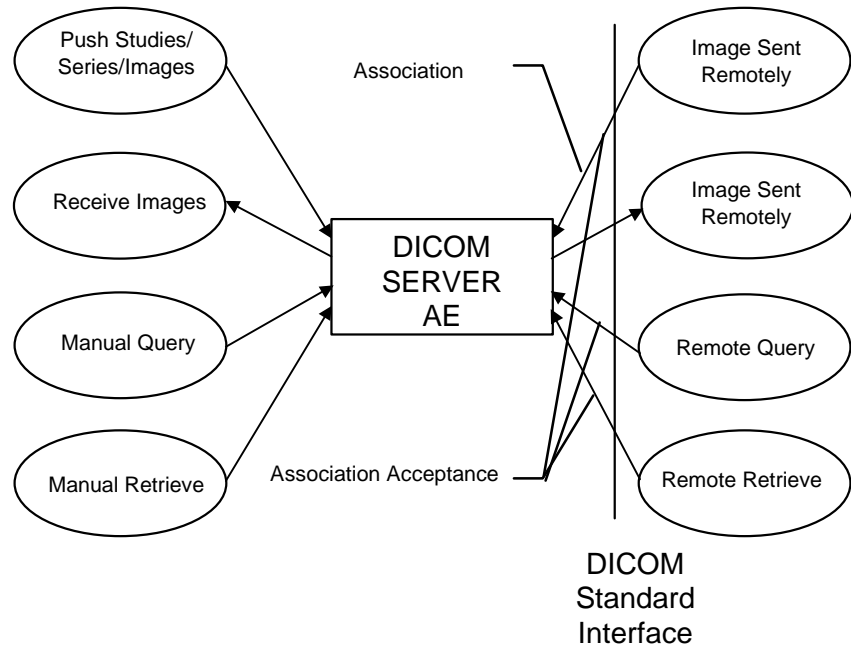 Push Studies/
Series/Images
Association
Image Sent
Remotely
Receive Images
Image Sent
Remotely
DICOM
SERVER
AE
Manual Query
Remote Query
Manual Retrieve
Association Acceptance
Remote Retrieve
DICOM
Standard
Interface